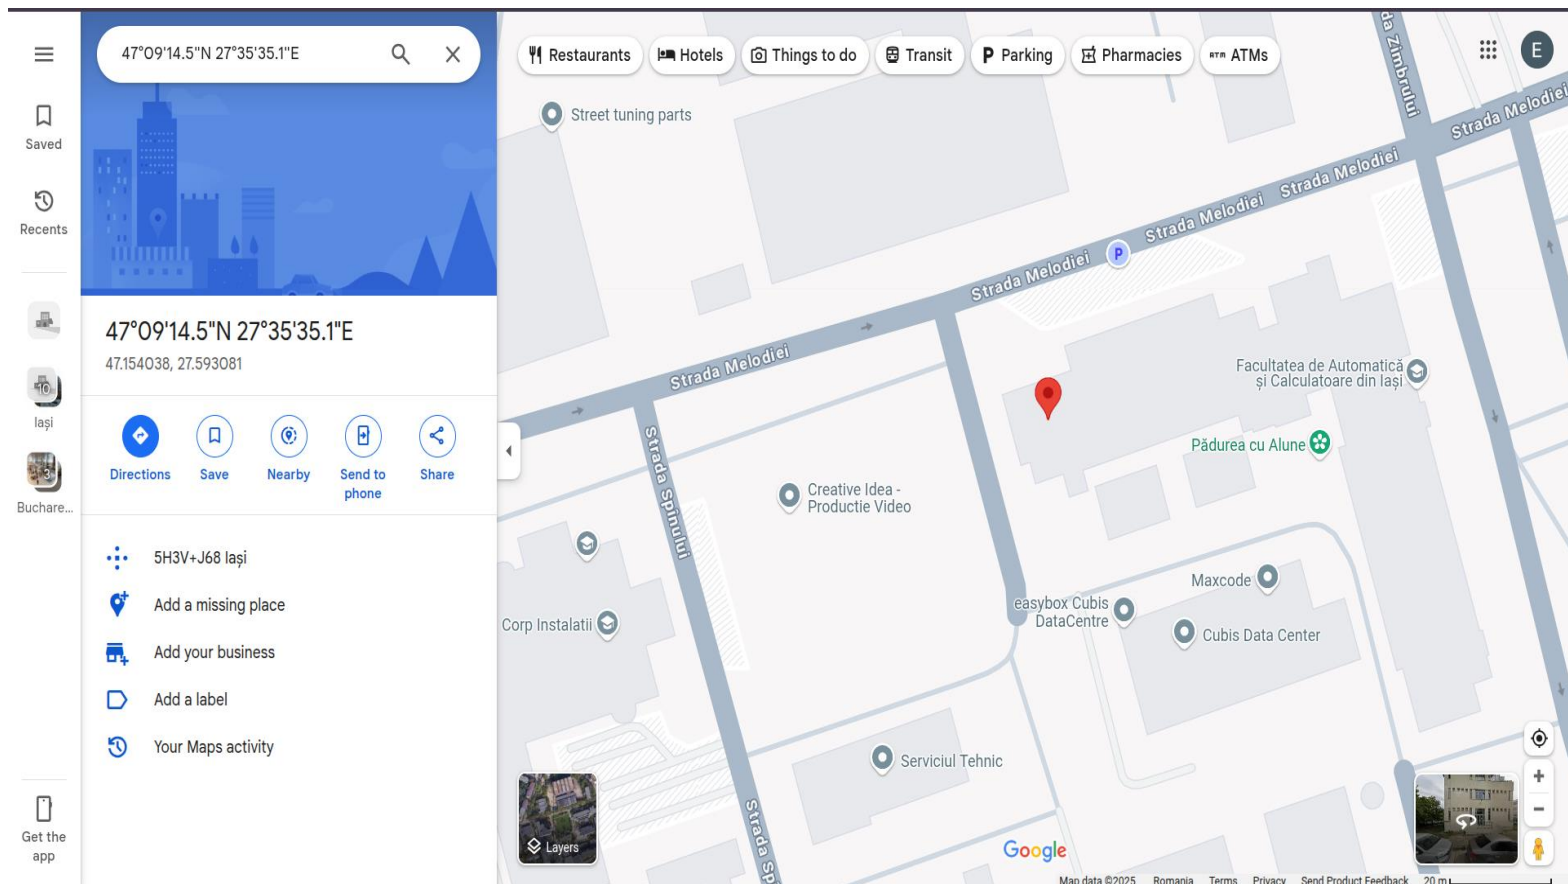 47°09'14.5"N 27°35'35.1"E
Saved
Recents
10
Iași
3
Buchare...
Get the
app
47°09'14.5"N 27°35'35.1"E
47.154038, 27.593081
Directions
Save
Nearby
Send to
phone
Share
5H3V+J68 Iași
Add a missing place
Add your business
Add a label
Your Maps activity
Restaurants
Hotels
Things to do
Transit
P Parking
Pharmacies
ATM ATMs
E
Street tuning parts
Strada Melodiei
Strada Melodiei
Strada Melodiei
Strada Melodiei
Strada Melodiei
da Zimbrului
P
Facultatea de Automatică
și Calculatoare din Iași
Pădurea cu Alune
Strada Spinului
Creative Idea -
Productie Video
Corp Instalatii
easybox Cubis
DataCentre
Maxcode
Cubis Data Center
Serviciul Tehnic
Strada Sp
Layers
Google
Map data ©2025 Romania Terms Privacy Send Product Feedback 20 m